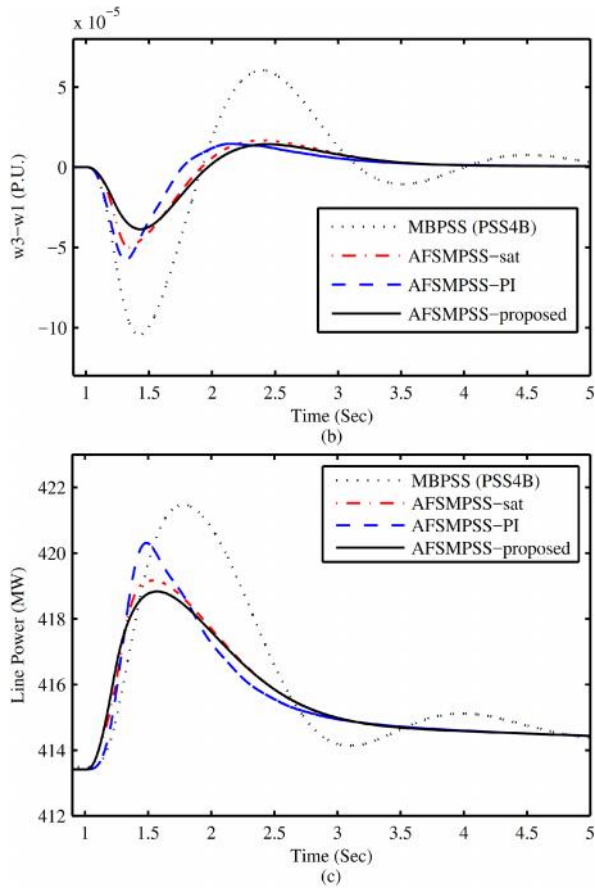 x 10⁻⁵
5
0
−5
−10
w3−w1 (P.U.)
MBPSS (PSS4B)
AFSMPSS−sat
AFSMPSS−PI
AFSMPSS−proposed
1 1.5 2 2.5 3 3.5 4 4.5 5
Time (Sec)
(b)
422
420
418
416
414
412
Line Power (MW)
MBPSS (PSS4B)
AFSMPSS−sat
AFSMPSS−PI
AFSMPSS−proposed
1 1.5 2 2.5 3 3.5 4 4.5 5
Time (Sec)
(c)